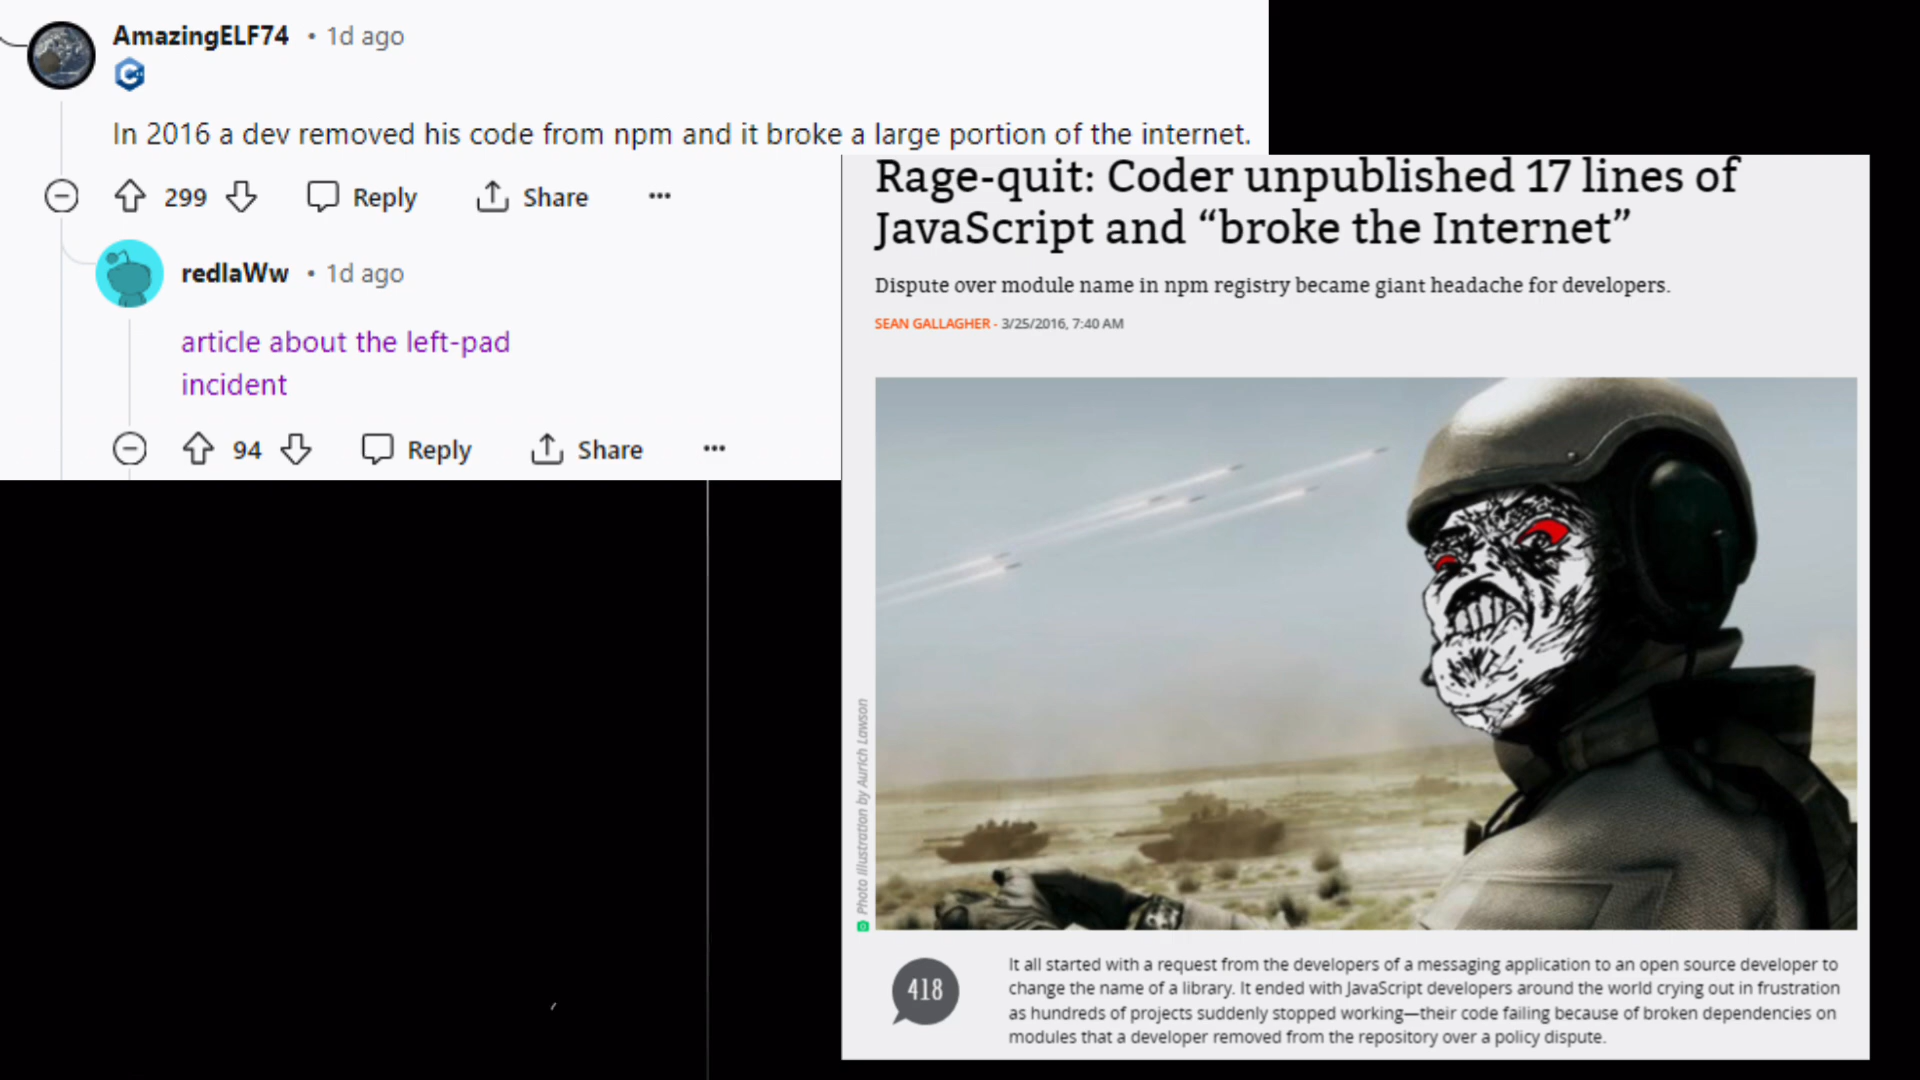 AmazingELF74 • 1d ago
In 2016 a dev removed his code from npm and it broke a large portion of the internet.
299 Reply Share ...
redlaWw • 1d ago
article about the left-pad
incident
94 Reply Share ...
Rage-quit: Coder unpublished 17 lines of
JavaScript and “broke the Internet”
Dispute over module name in npm registry became giant headache for developers.
SEAN GALLAGHER - 3/25/2016, 7:40 AM
Photo illustration by Aurich Lawson
418
It all started with a request from the developers of a messaging application to an open source developer to
change the name of a library. It ended with JavaScript developers around the world crying out in frustration
as hundreds of projects suddenly stopped working—their code failing because of broken dependencies on
modules that a developer removed from the repository over a policy dispute.